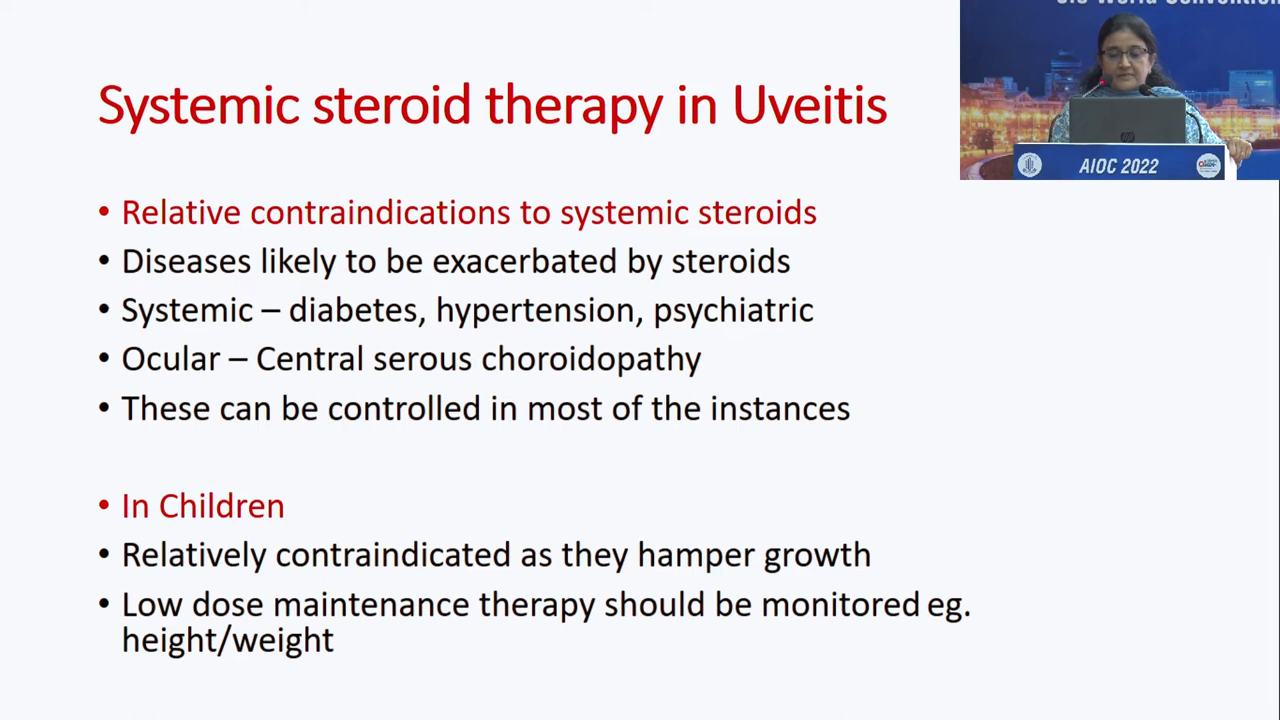 Systemic steroid therapy in Uveitis
• Relative contraindications to systemic steroids
• Diseases likely to be exacerbated by steroids
• Systemic – diabetes, hypertension, psychiatric
• Ocular – Central serous choroidopathy
• These can be controlled in most of the instances
• In Children
• Relatively contraindicated as they hamper growth
• Low dose maintenance therapy should be monitored eg.
height/weight
AIOC 2022